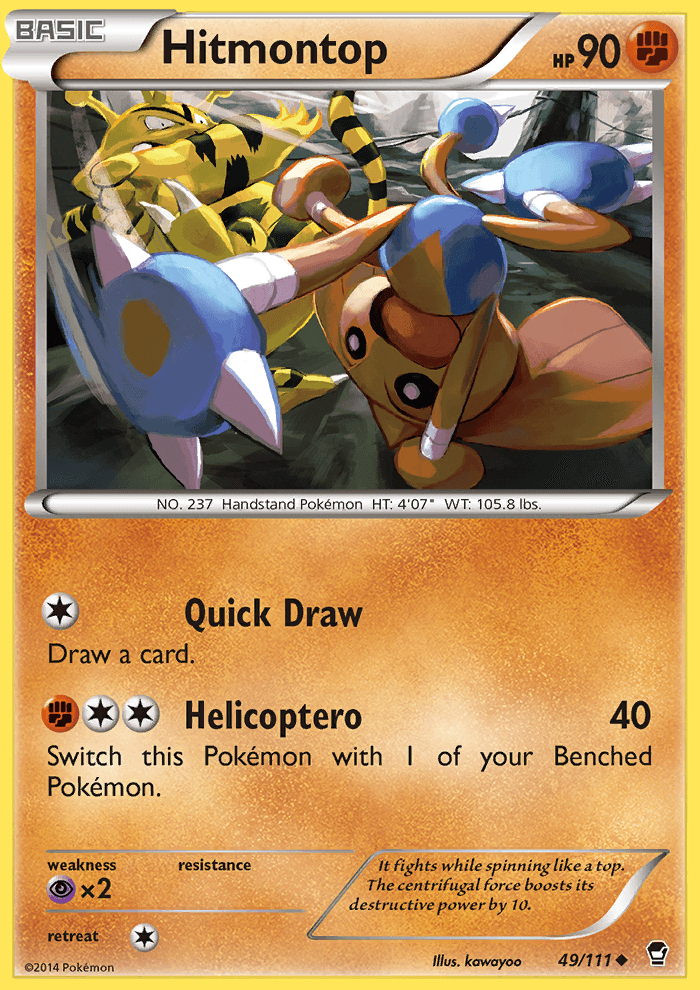 BASIC
Hitmontop
HP 90
NO. 237 Handstand Pokémon HT: 4'07" WT: 105.8 lbs.
Quick Draw
Draw a card.
Helicoptero 40
Switch this Pokémon with 1 of your Benched
Pokémon.
weakness resistance
×2
It fights while spinning like a top.
The centrifugal force boosts its
destructive power by 10.
retreat
Illus. kawayoo 49/111
©2014 Pokémon